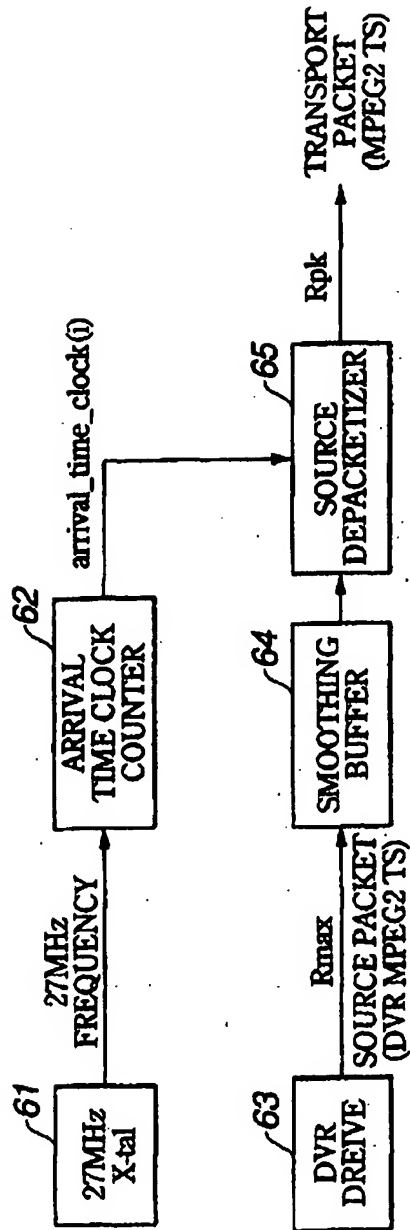 61
27MHz
X-tal
27MHz
FREQUENCY
62
ARRIVAL
TIME CLOCK
COUNTER
arrival_time_clock(i)
63
DVR
DREIVE
Rmax
SOURCE PACKET
(DVR MPEG2 TS)
64
SMOOTHING
BUFFER
65
SOURCE
DEPACKETIZER
Rpk
TRANSPORT
PACKET
(MPEG2 TS)